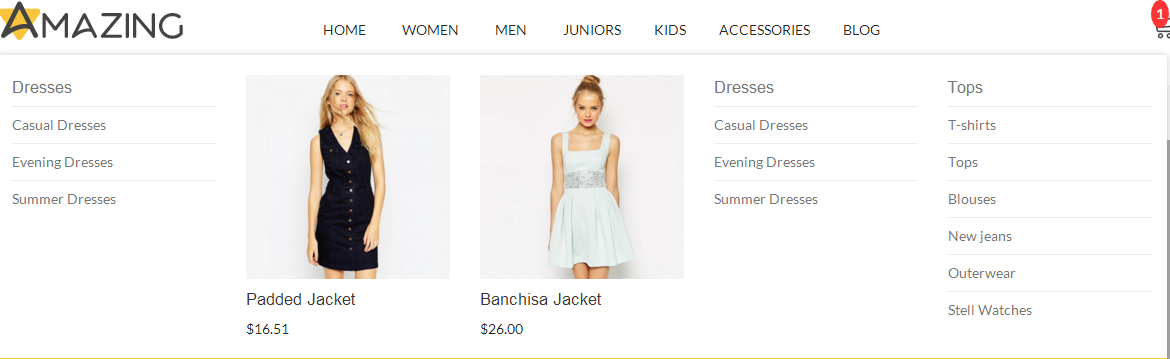 AMAZING
HOME WOMEN MEN JUNIORS KIDS ACCESSORIES BLOG
1
Dresses
Casual Dresses
Evening Dresses
Summer Dresses
Padded Jacket
$16.51
Banchisa Jacket
$26.00
Dresses
Casual Dresses
Evening Dresses
Summer Dresses
Tops
T-shirts
Tops
Blouses
New jeans
Outerwear
Stell Watches